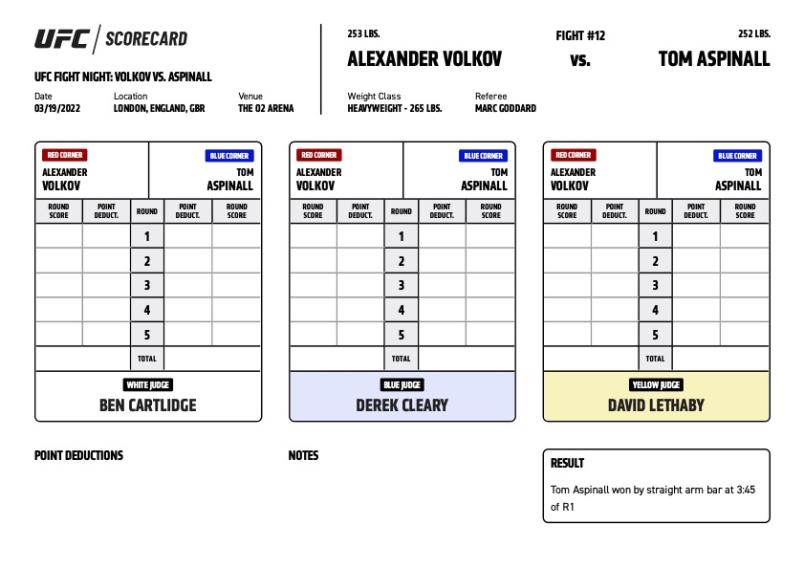 UFC / SCORECARD
UFC FIGHT NIGHT: VOLKOV VS. ASPINALL
Date Location Venue
03/19/2022 LONDON, ENGLAND, GBR THE O2 ARENA
253 LBS. FIGHT #12 252 LBS.
ALEXANDER VOLKOV VS. TOM ASPINALL
Weight Class Referee
HEAVYWEIGHT - 265 LBS. MARC GODDARD
RED CORNER BLUE CORNER
ALEXANDER TOM
VOLKOV ASPINALL
ROUND POINT ROUND POINT ROUND
SCORE DEDUCT. DEDUCT. SCORE
1
2
3
4
5
TOTAL
WHITE JUDGE
BEN CARTLIDGE
RED CORNER BLUE CORNER
ALEXANDER TOM
VOLKOV ASPINALL
ROUND POINT ROUND POINT ROUND
SCORE DEDUCT. DEDUCT. SCORE
1
2
3
4
5
TOTAL
BLUE JUDGE
DEREK CLEARY
RED CORNER BLUE CORNER
ALEXANDER TOM
VOLKOV ASPINALL
ROUND POINT ROUND POINT ROUND
SCORE DEDUCT. DEDUCT. SCORE
1
2
3
4
5
TOTAL
YELLOW JUDGE
DAVID LETHABY
POINT DEDUCTIONS
NOTES
RESULT
Tom Aspinall won by straight arm bar at 3:45
of R1